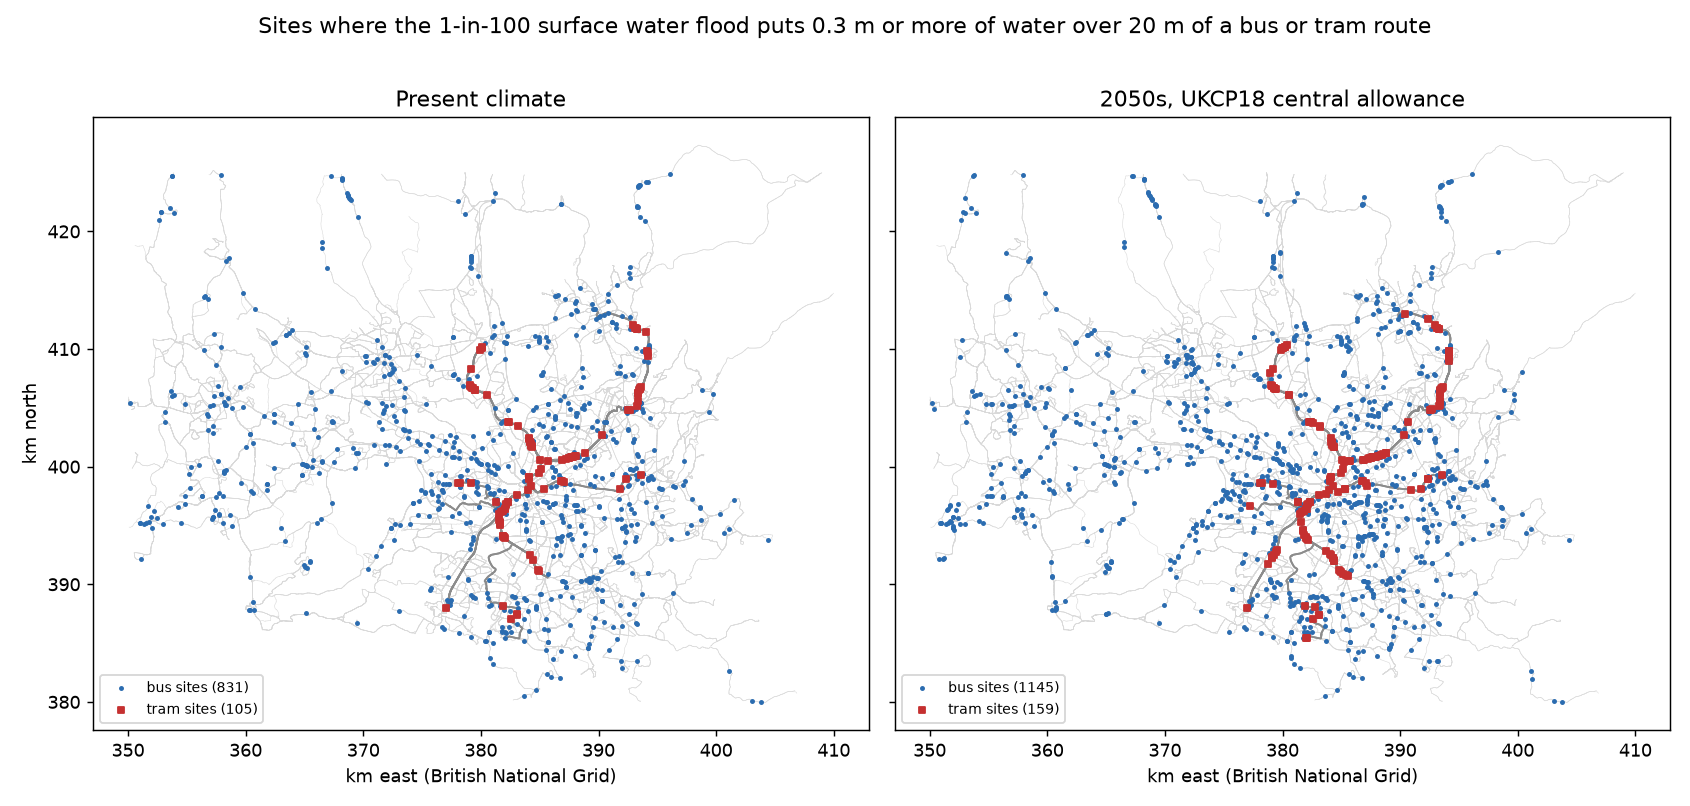 Sites where the 1-in-100 surface water flood puts 0.3 m or more of water over 20 m of a bus or tram route
Present climate
420
410
400
390
380
km north
bus sites (831)
tram sites (105)
350
360
370
380
390
400
410
km east (British National Grid)
2050s, UKCP18 central allowance
bus sites (1145)
tram sites (159)
350
360
370
380
390
400
410
km east (British National Grid)